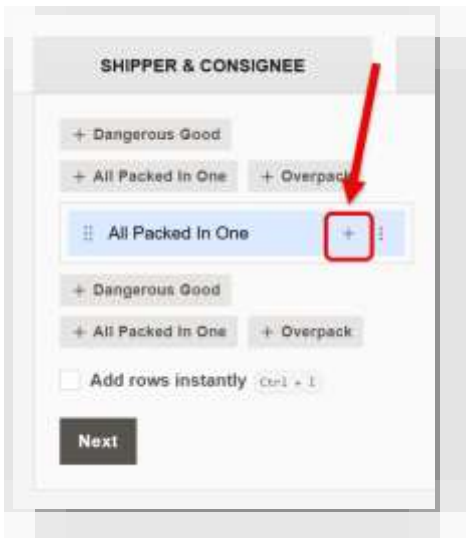 SHIPPER & CONSIGNEE
+ Dangerous Good
+ All Packed In One + Overpack
All Packed In One +
+ Dangerous Good
+ All Packed In One + Overpack
Add rows instantly Ctrl + I
Next